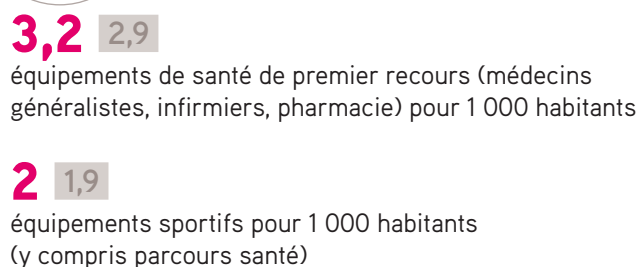 3,2 2,9
équipements de santé de premier recours (médecins
généralistes, infirmiers, pharmacie) pour 1 000 habitants
2 1,9
équipements sportifs pour 1 000 habitants
(y compris parcours santé)